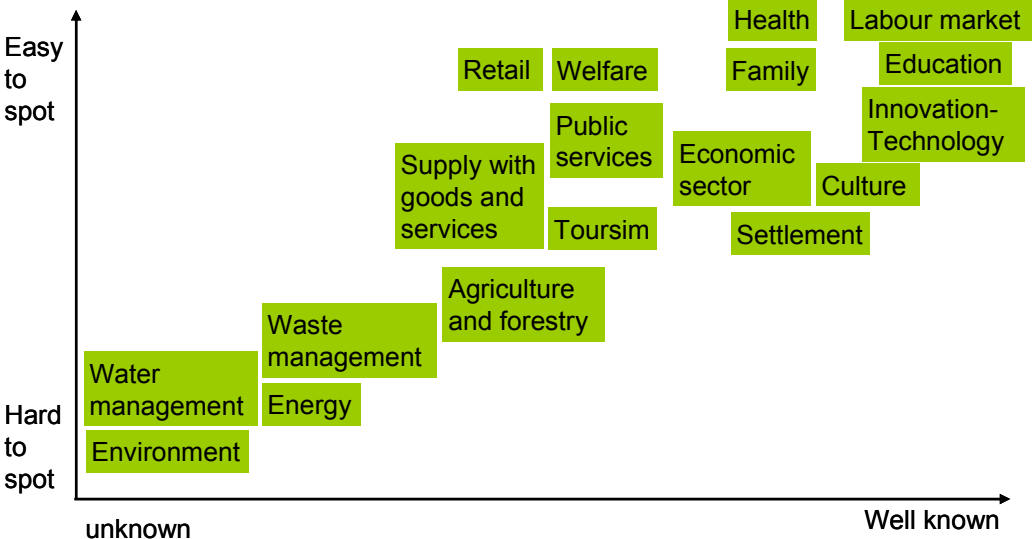 Easy
to
spot
Health
Labour market
Retail
Welfare
Family
Education
Public
services
Innovation-
Technology
Supply with
goods and
services
Economic
sector
Culture
Toursim
Settlement
Agriculture
and forestry
Waste
management
Water
management
Energy
Hard
to
spot
Environment
unknown
Well known